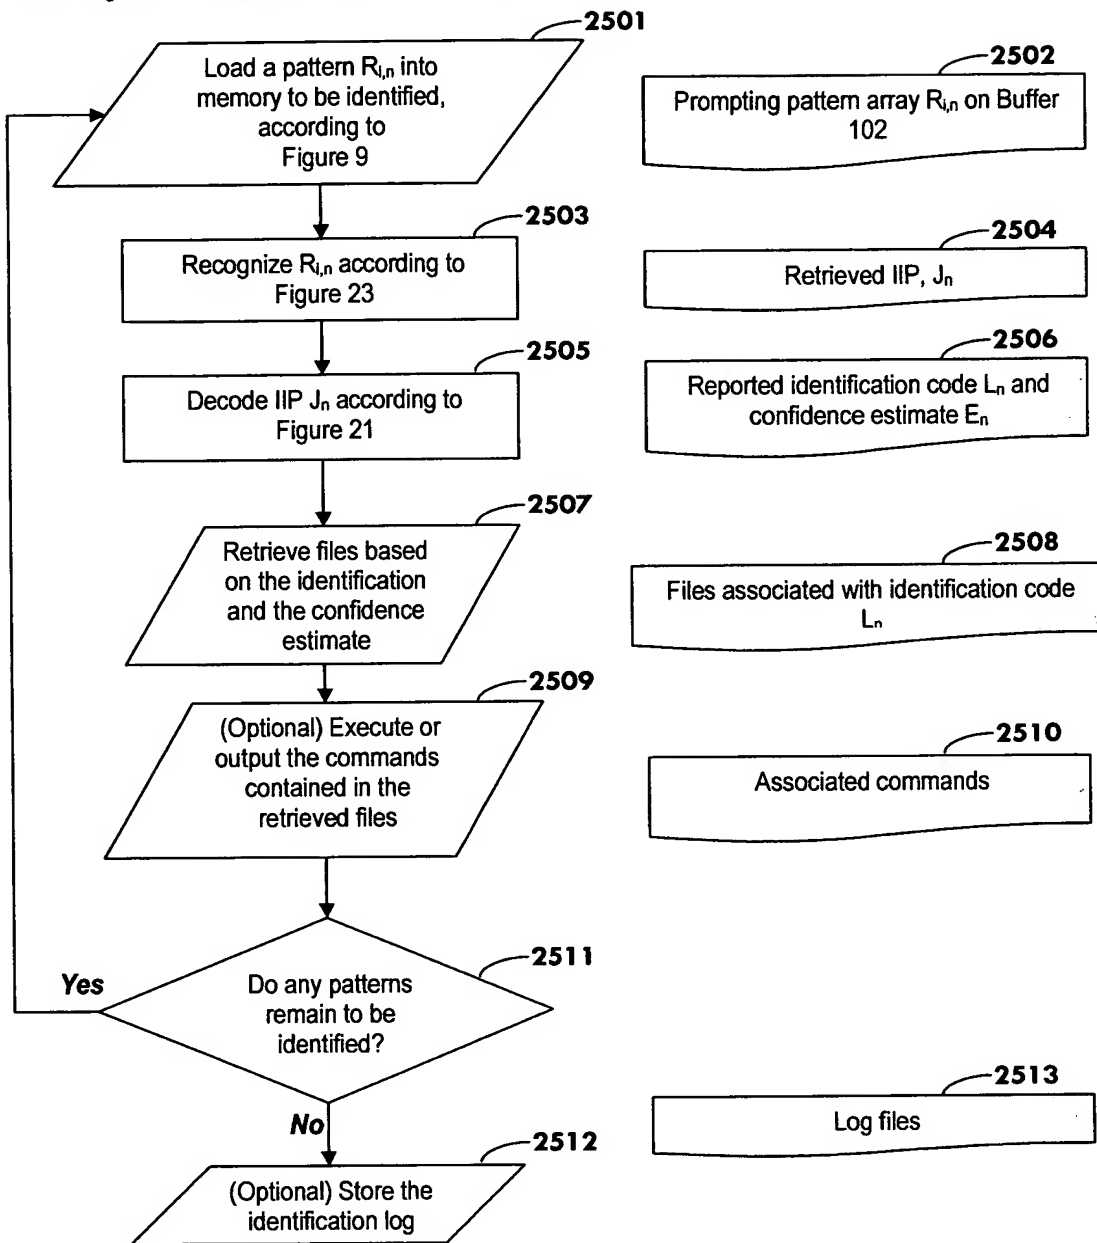 2501
Load a pattern Ri,n into
memory to be identified,
according to
Figure 9
2502
Prompting pattern array Ri,n on Buffer
102
2503
Recognize Ri,n according to
Figure 23
2504
Retrieved IIP, Jn
2505
Decode IIP Jn according to
Figure 21
2506
Reported identification code Ln and
confidence estimate En
2507
Retrieve files based
on the identification
and the confidence
estimate
2508
Files associated with identification code
Ln
2509
(Optional) Execute or
output the commands
contained in the
retrieved files
2510
Associated commands
2511
Do any patterns
remain to be
identified?
Yes
No
2512
(Optional) Store the
identification log
2513
Log files